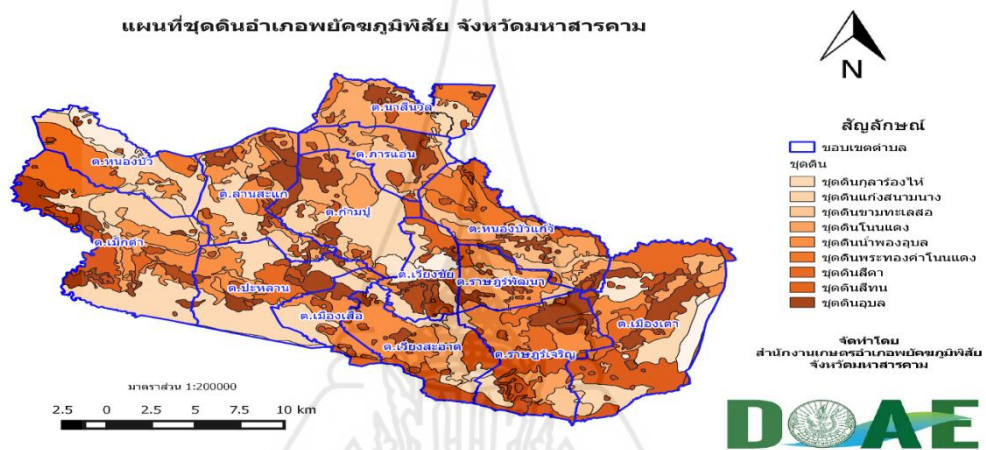 แผนที่ชุดดินอำเภอพยัคฆภูมิพิสัย จังหวัดมหาสารคาม
N
สัญลักษณ์
ขอบเขตตำบล
ชุดดิน
ชุดดินกุลาร้องไห้
ชุดดินแก่งสนามนาง
ชุดดินขามทะเลสอ
ชุดดินโนนแดง
ชุดดินน้ำพองอุบล
ชุดดินพระทองคำโนนแดง
ชุดดินสีดา
ชุดดินสีทน
ชุดดินอุบล
ต.นาสีนวล
ต.หนองบัว
ต.ภารแอ่น
ต.ลานสะแก
ต.ก้ามปู
ต.หนองบัวแก้ว
ต.เม็กดำ
ต.เวียงชัย
ต.ราษฎร์พัฒนา
ต.ปะหลาน
ต.เมืองเสือ
ต.เมืองเตา
ต.เวียงสะอาด
ต.ราษฎร์เจริญ
จัดทำโดย
สำนักงานเกษตรอำเภอพยัคฆภูมิพิสัย
จังหวัดมหาสารคาม
มาตราส่วน 1:200000
2.5 0 2.5 5 7.5 10 km
DOAE